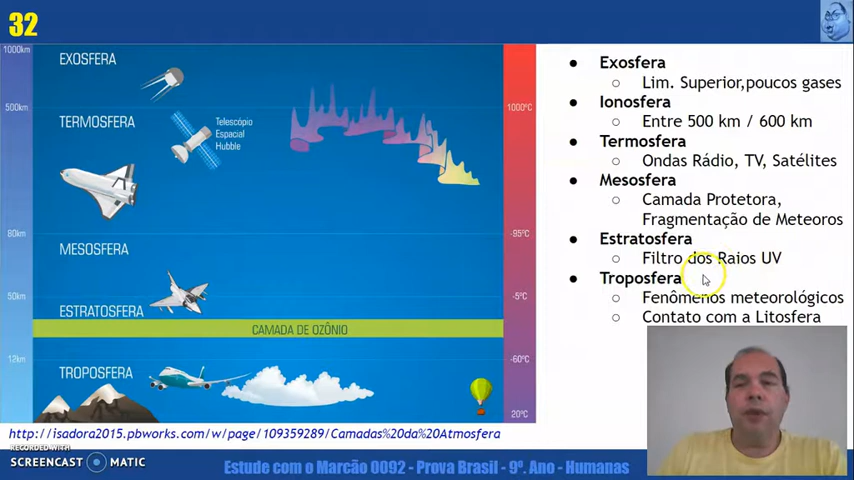 32
1000km
EXOSFERA
500km
TERMOSFERA
Telescópio
Espacial
Hubble
1000°C
80km
-95°C
MESOSFERA
50km
-5°C
ESTRATOSFERA
CAMADA DE OZÔNIO
12km
-60°C
TROPOSFERA
20°C
http://isadora2015.pbworks.com/w/page/109359289/Camadas%20da%20Atmosfera
Exosfera
Lim. Superior,poucos gases
Ionosfera
Entre 500 km / 600 km
Termosfera
Ondas Rádio, TV, Satélites
Mesosfera
Camada Protetora,
Fragmentação de Meteoros
Estratosfera
Filtro dos Raios UV
Troposfera
Fenômenos meteorológicos
Contato com a Litosfera
RECORDED WITH
SCREENCAST MATIC
Estude com o Marcão 0092 - Prova Brasil - 9º. Ano - Humanas